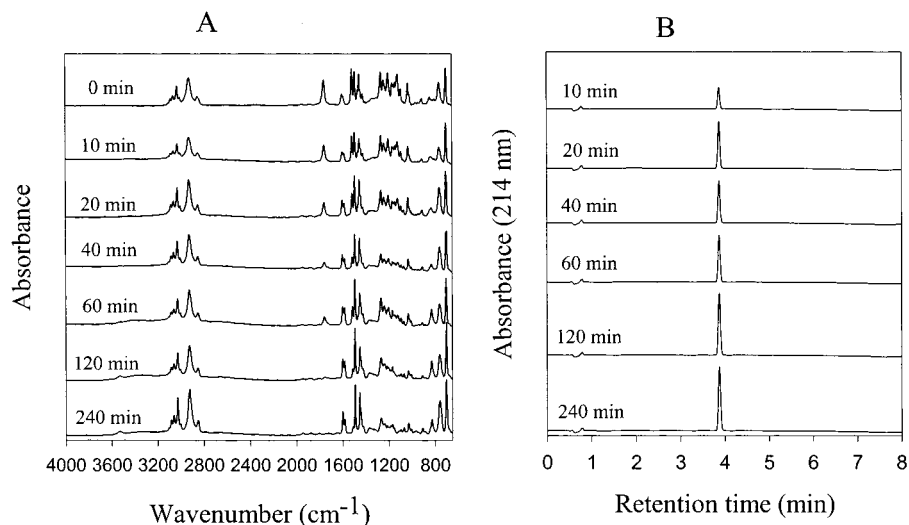 A
Absorbance
0 min
10 min
20 min
40 min
60 min
120 min
240 min
4000 3600 3200 2800 2000 1600 1200 800
Wavenumber (cm-1)
B
Absorbance (214 nm)
10 min
20 min
40 min
60 min
120 min
240 min
0 1 2 3 4 5 6 7 8
Retention time (min)